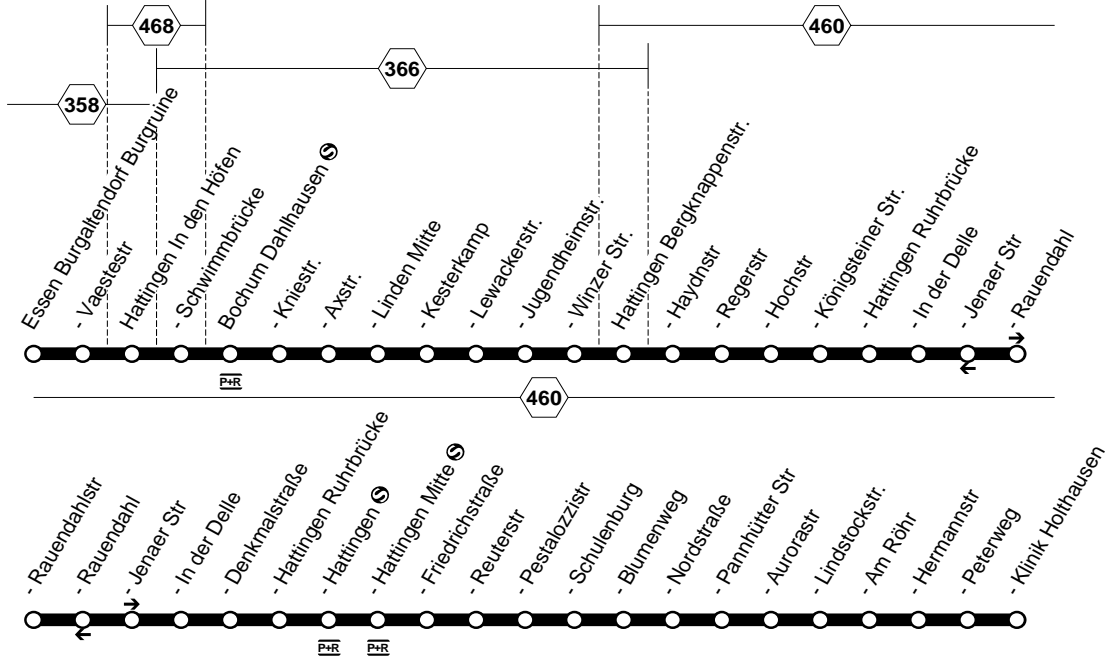 468
460
366
358
Essen Burgaltendorf Burgruine
- Vaestestr
Hattingen In den Höfen
- Schwimmbrücke
Bochum Dahlhausen S
- Kniestr.
- Axstr.
- Linden Mitte
- Kesterkamp
- Lewackerstr.
- Jugendheimstr.
- Winzer Str.
Hattingen Bergknappenstr.
- Haydnstr
- Regerstr
- Hochstr
- Königsteiner Str.
- Hattingen Ruhrbrücke
- In der Delle
- Jenaer Str
- Rauendahl
P+R
460
- Rauendahlstr
- Rauendahl
- Jenaer Str
- In der Delle
- Denkmalstraße
- Hattingen Ruhrbrücke
- Hattingen S
- Hattingen Mitte S
- Friedrichstraße
- Reuterstr
- Pestalozzistr
- Schulenburg
- Blumenweg
- Nordstraße
- Pannhütter Str
- Aurorastr
- Lindstockstr.
- Am Röhr
- Hermannstr
- Peterweg
- Klinik Holthausen
P+R
P+R